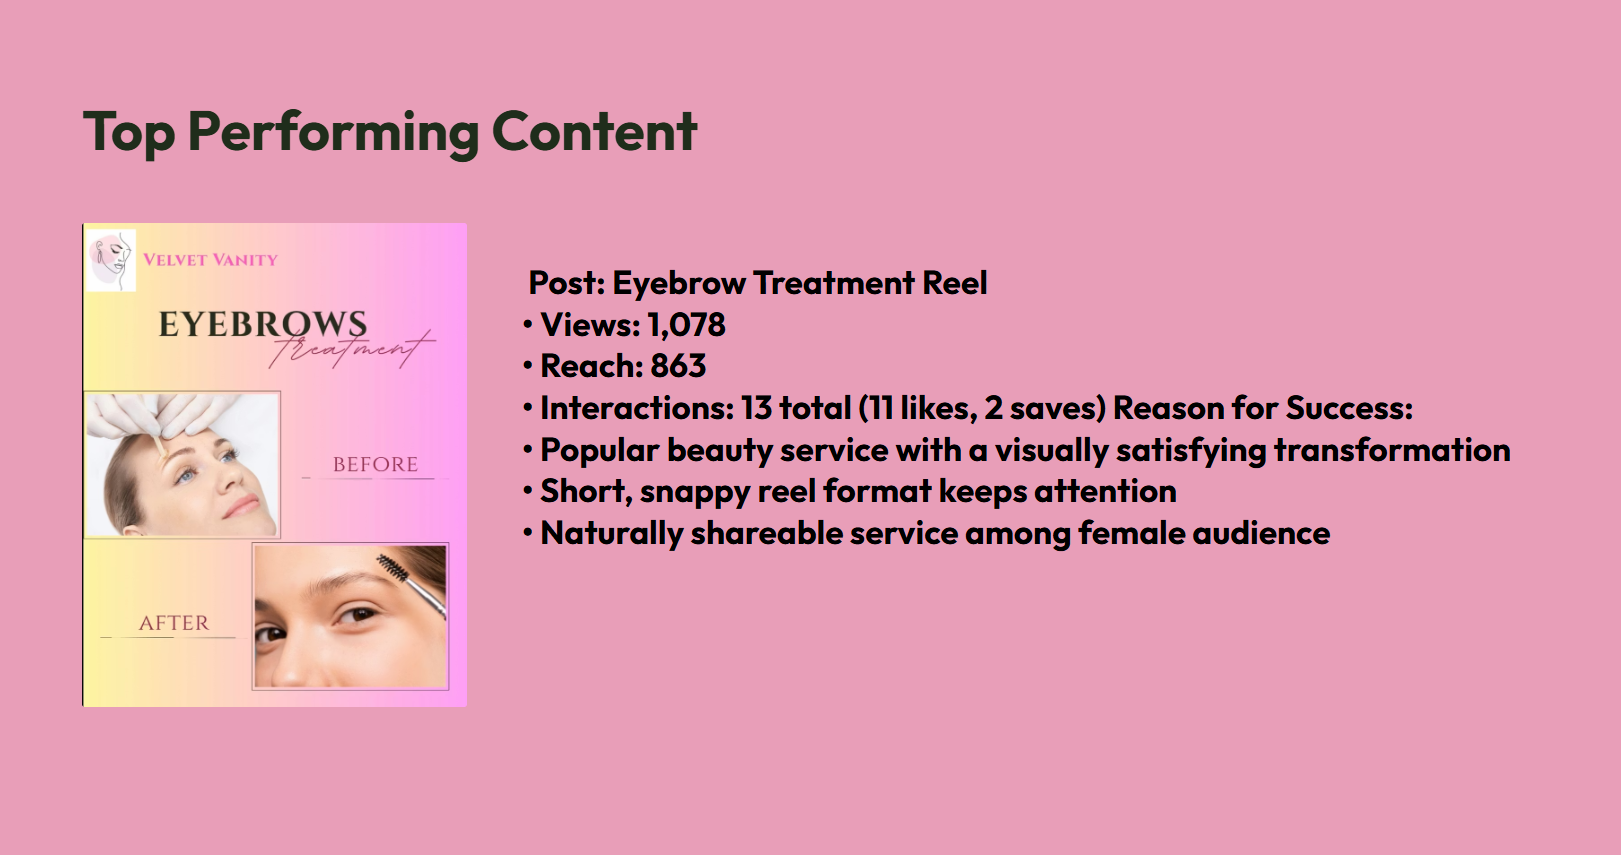 Top Performing Content
VELVET VANITY
EYEBROWS
treatment
BEFORE
AFTER
Post: Eyebrow Treatment Reel
• Views: 1,078
• Reach: 863
• Interactions: 13 total (11 likes, 2 saves) Reason for Success:
• Popular beauty service with a visually satisfying transformation
• Short, snappy reel format keeps attention
• Naturally shareable service among female audience